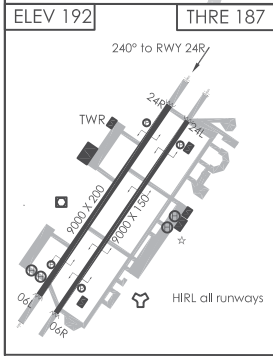 ELEV 192
THRE 187
240° to RWY 24R
24R
24L
TWR
9000 X 200
9000 X 150
06L
06R
HIRL all runways